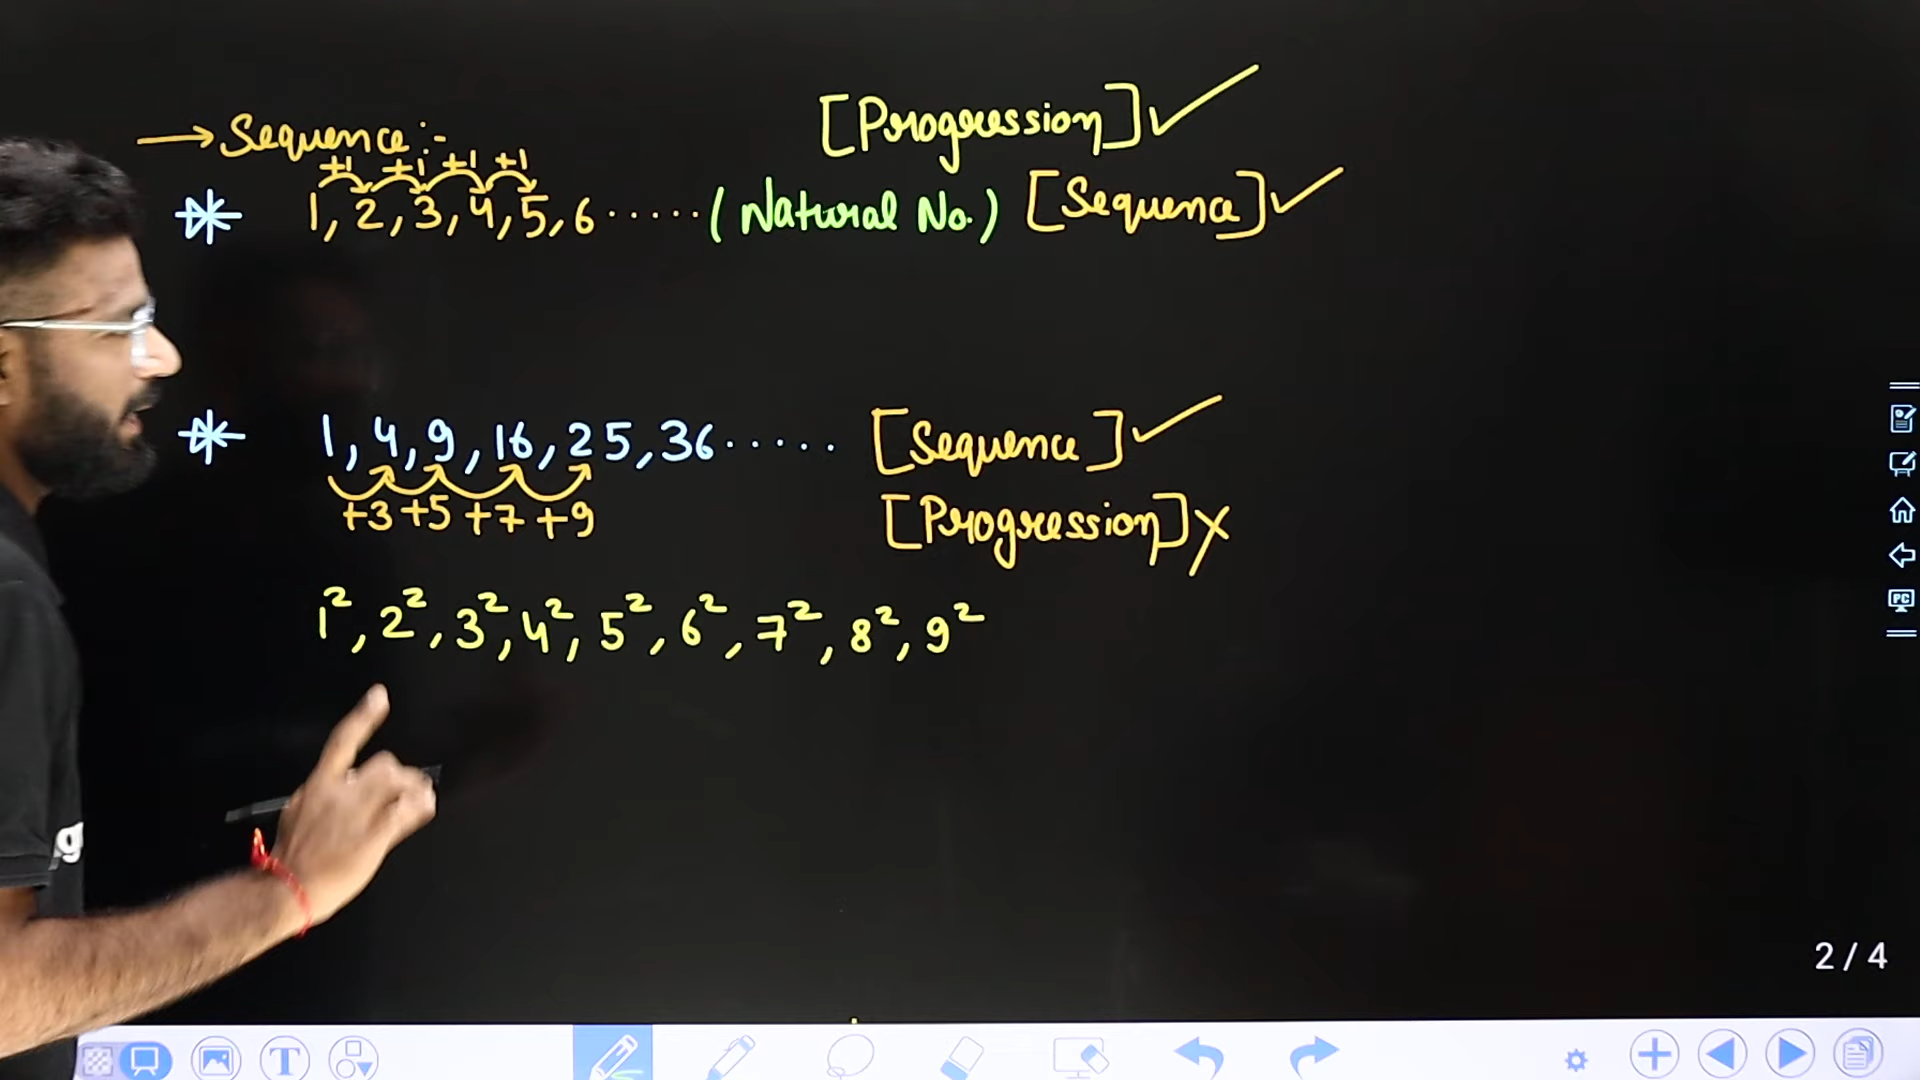 [Progression] ✓
→ Sequence :-
+1 +1 +1 +1
* 1, 2, 3, 4, 5, 6 ..... (Natural No.) [Sequence] ✓
* 1, 4, 9, 16, 25, 36 ..... [Sequence] ✓
+3 +5 +7 +9 [Progression] ×
1², 2², 3², 4², 5², 6², 7², 8², 9²
g
2 / 4
T
PC